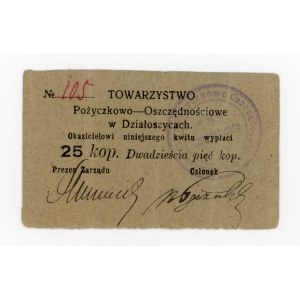 № 105 TOWARZYSTWO
Pożyczkowo—Oszczędnościowe
w Działoszycach.
Okazicielowi niniejszego kwitu wypłaci
25 kop. Dwadzieścia pięć kop.
Prezes Zarządu Członek